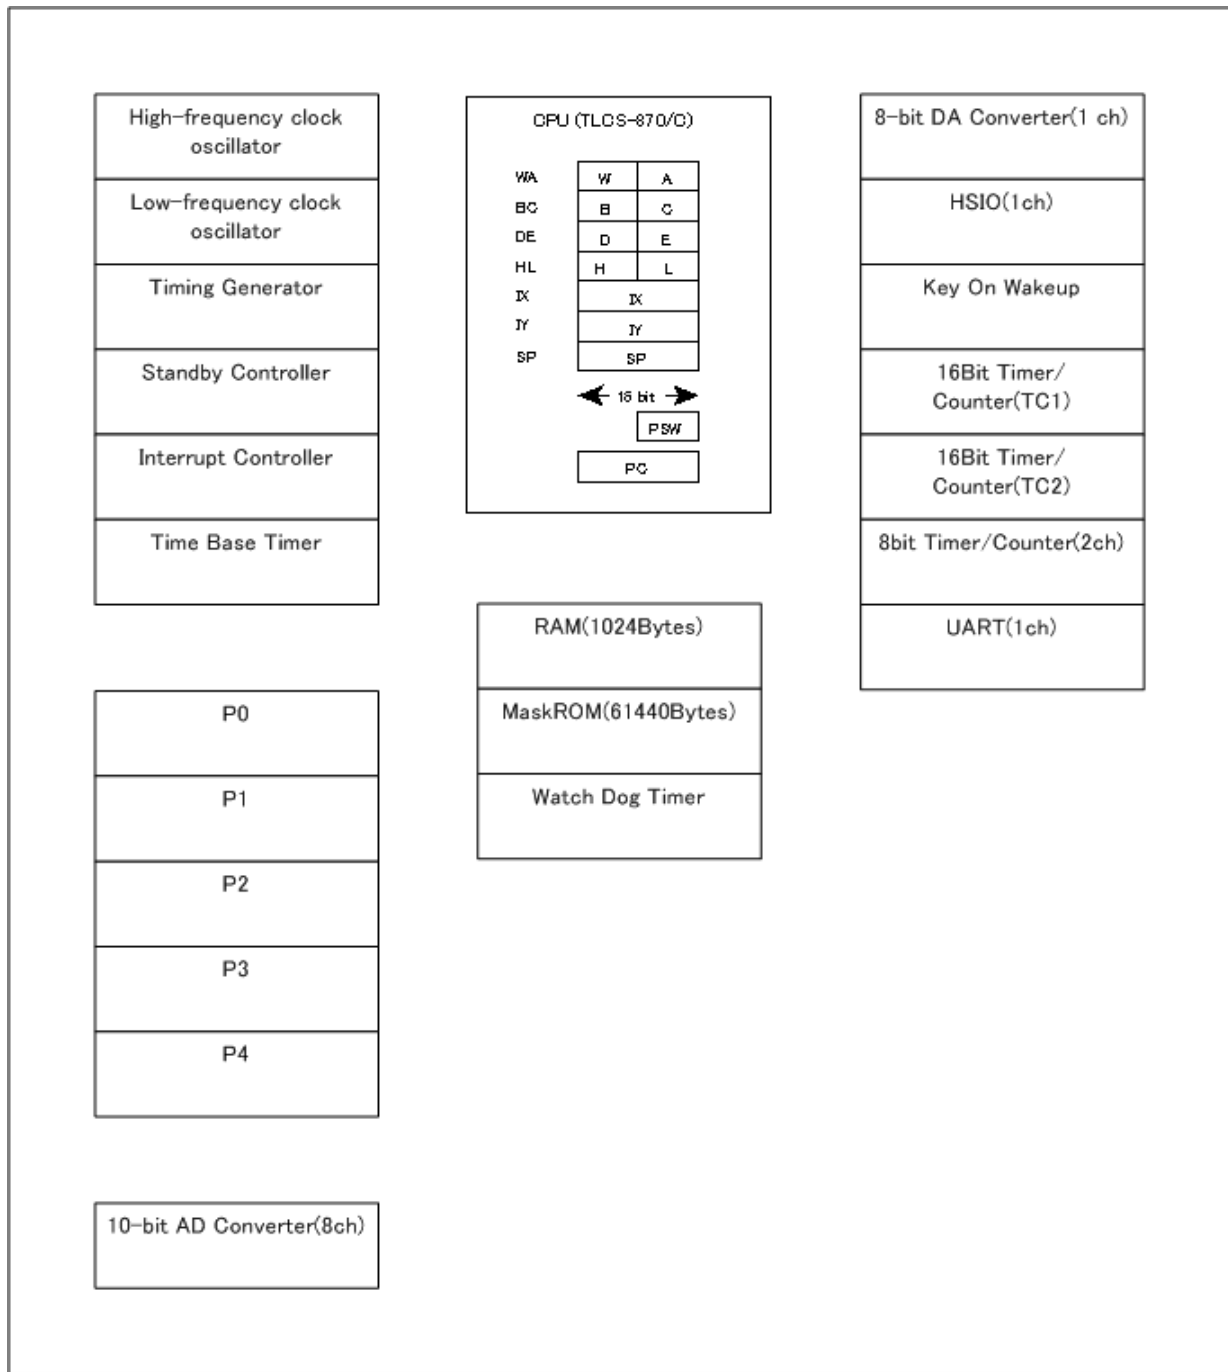 High-frequency clock
oscillator
Low-frequency clock
oscillator
Timing Generator
Standby Controller
Interrupt Controller
Time Base Timer
P0
P1
P2
P3
P4
10-bit AD Converter(8ch)
CPU (TLCS-870/C)
WA W A
BC B C
DE D E
HL H L
IX IX
IY IY
SP SP
16 bit
PSW
PC
RAM(1024Bytes)
MaskROM(61440Bytes)
Watch Dog Timer
8-bit DA Converter(1 ch)
HSIO(1ch)
Key On Wakeup
16Bit Timer/
Counter(TC1)
16Bit Timer/
Counter(TC2)
8bit Timer/Counter(2ch)
UART(1ch)